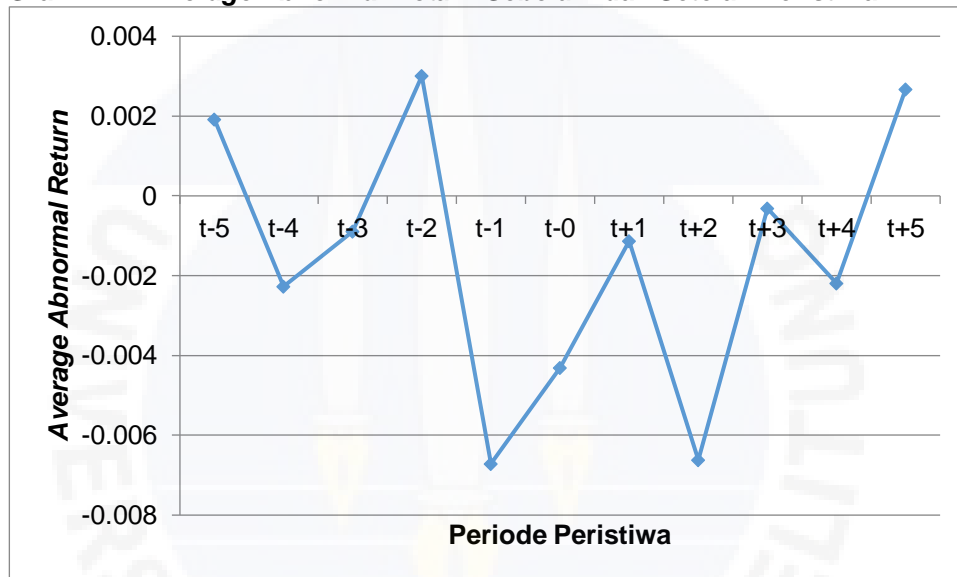 0.004
0.002
0
-0.002
-0.004
-0.006
-0.008
Average Abnormal Return
t-5 t-4 t-3 t-2 t-1 t-0 t+1 t+2 t+3 t+4 t+5
Periode Peristiwa